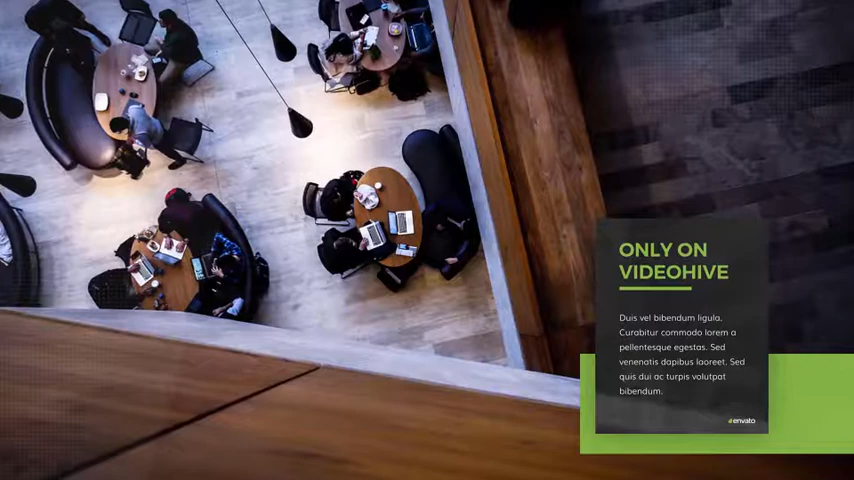 ONLY ON
VIDEOHIVE
Duis vel bibendum ligula.
Curabitur commodo lorem a
pellentesque egestas. Sed
venenatis dapibus laoreet. Sed
quis dui ac turpis volutpat
bibendum.
envato